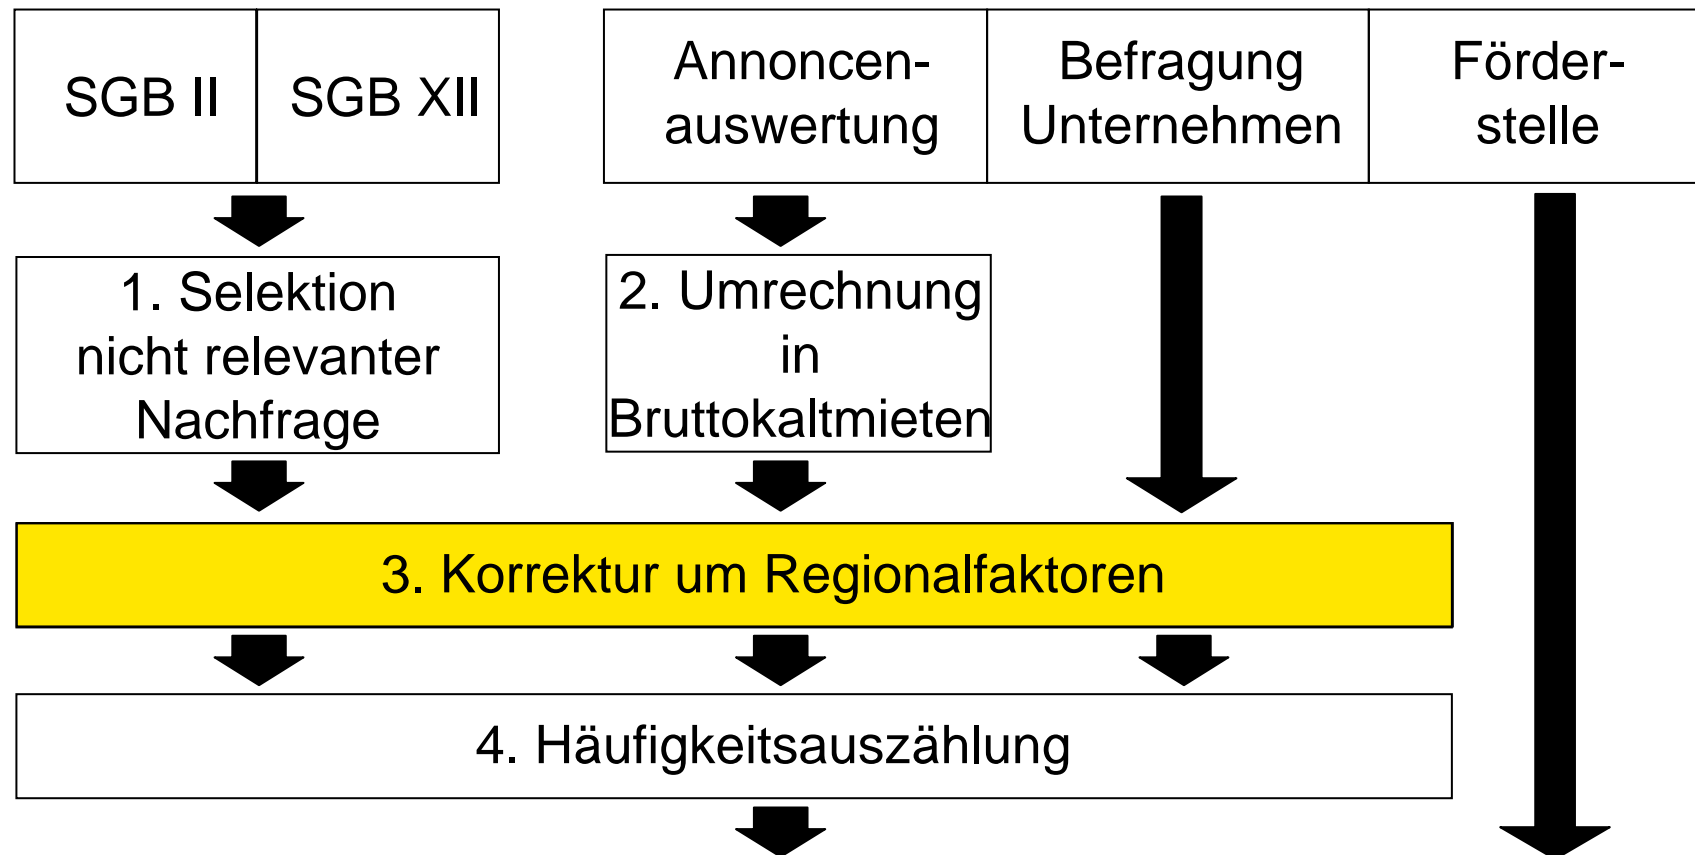 SGB II
SGB XII
Annoncen-
auswertung
Befragung
Unternehmen
Förder-
stelle
1. Selektion
nicht relevanter
Nachfrage
2. Umrechnung
in
Bruttokaltmieten
3. Korrektur um Regionalfaktoren
4. Häufigkeitsauszählung